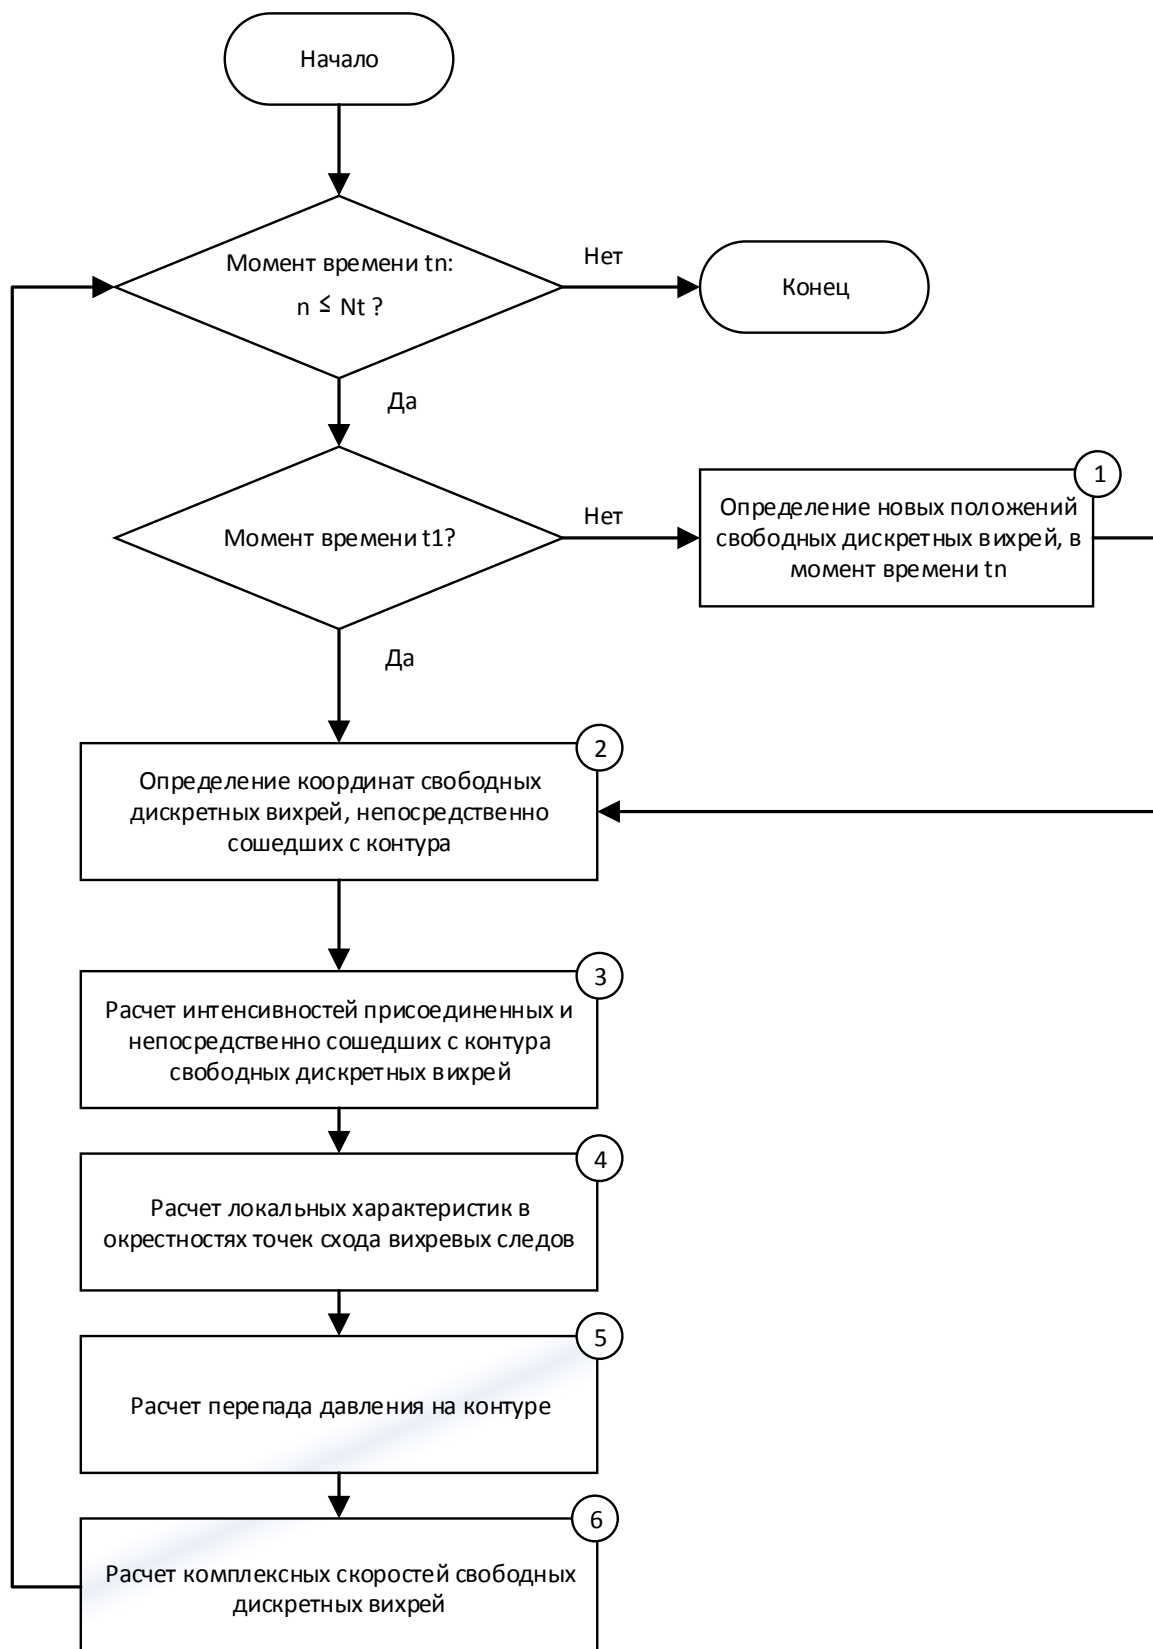 Начало
Момент времени tn:
n ≤ Nt ?
Нет
Конец
Да
Момент времени t1?
Нет
1
Определение новых положений
свободных дискретных вихрей, в
момент времени tn
Да
2
Определение координат свободных
дискретных вихрей, непосредственно
сошедших с контура
3
Расчет интенсивностей присоединенных и
непосредственно сошедших с контура
свободных дискретных вихрей
4
Расчет локальных характеристик в
окрестностях точек схода вихревых следов
5
Расчет перепада давления на контуре
6
Расчет комплексных скоростей свободных
дискретных вихрей